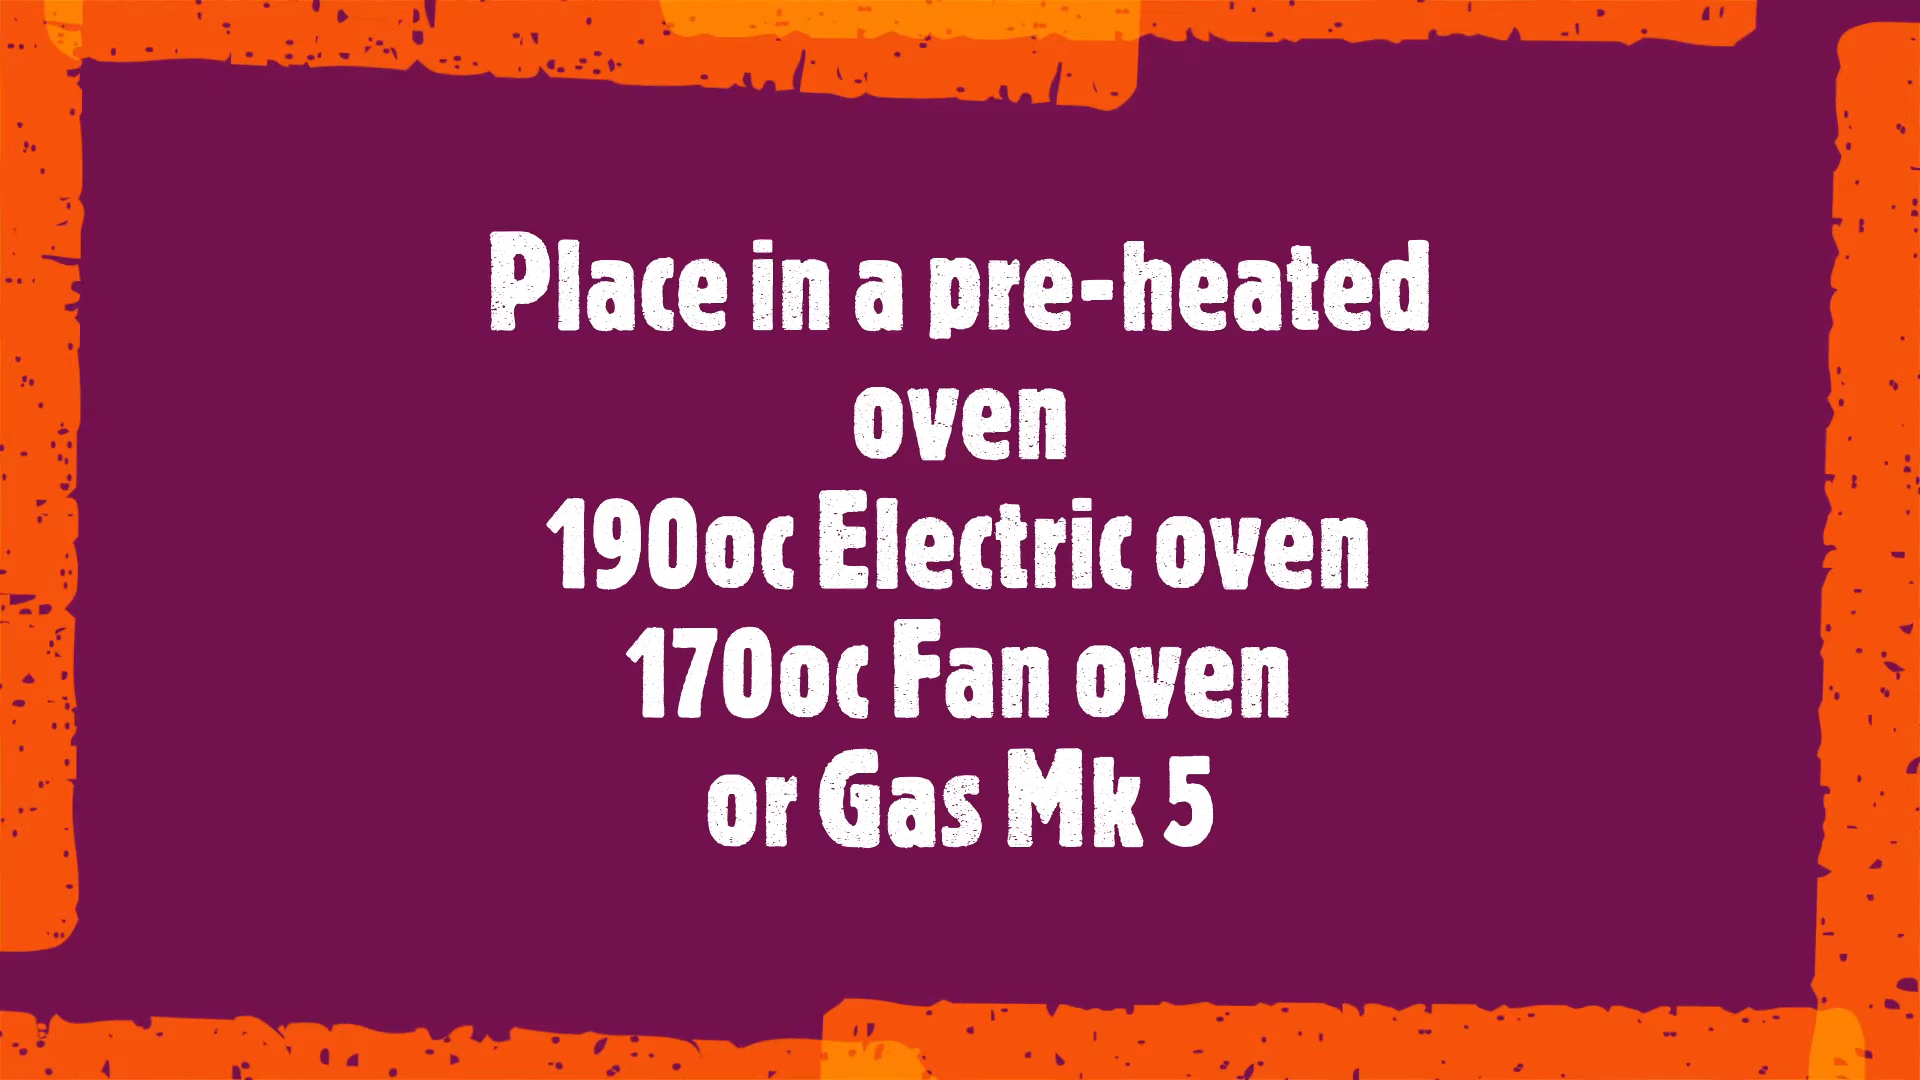 Place in a pre-heated
oven
190oc Electric oven
170oc Fan oven
or Gas Mk 5